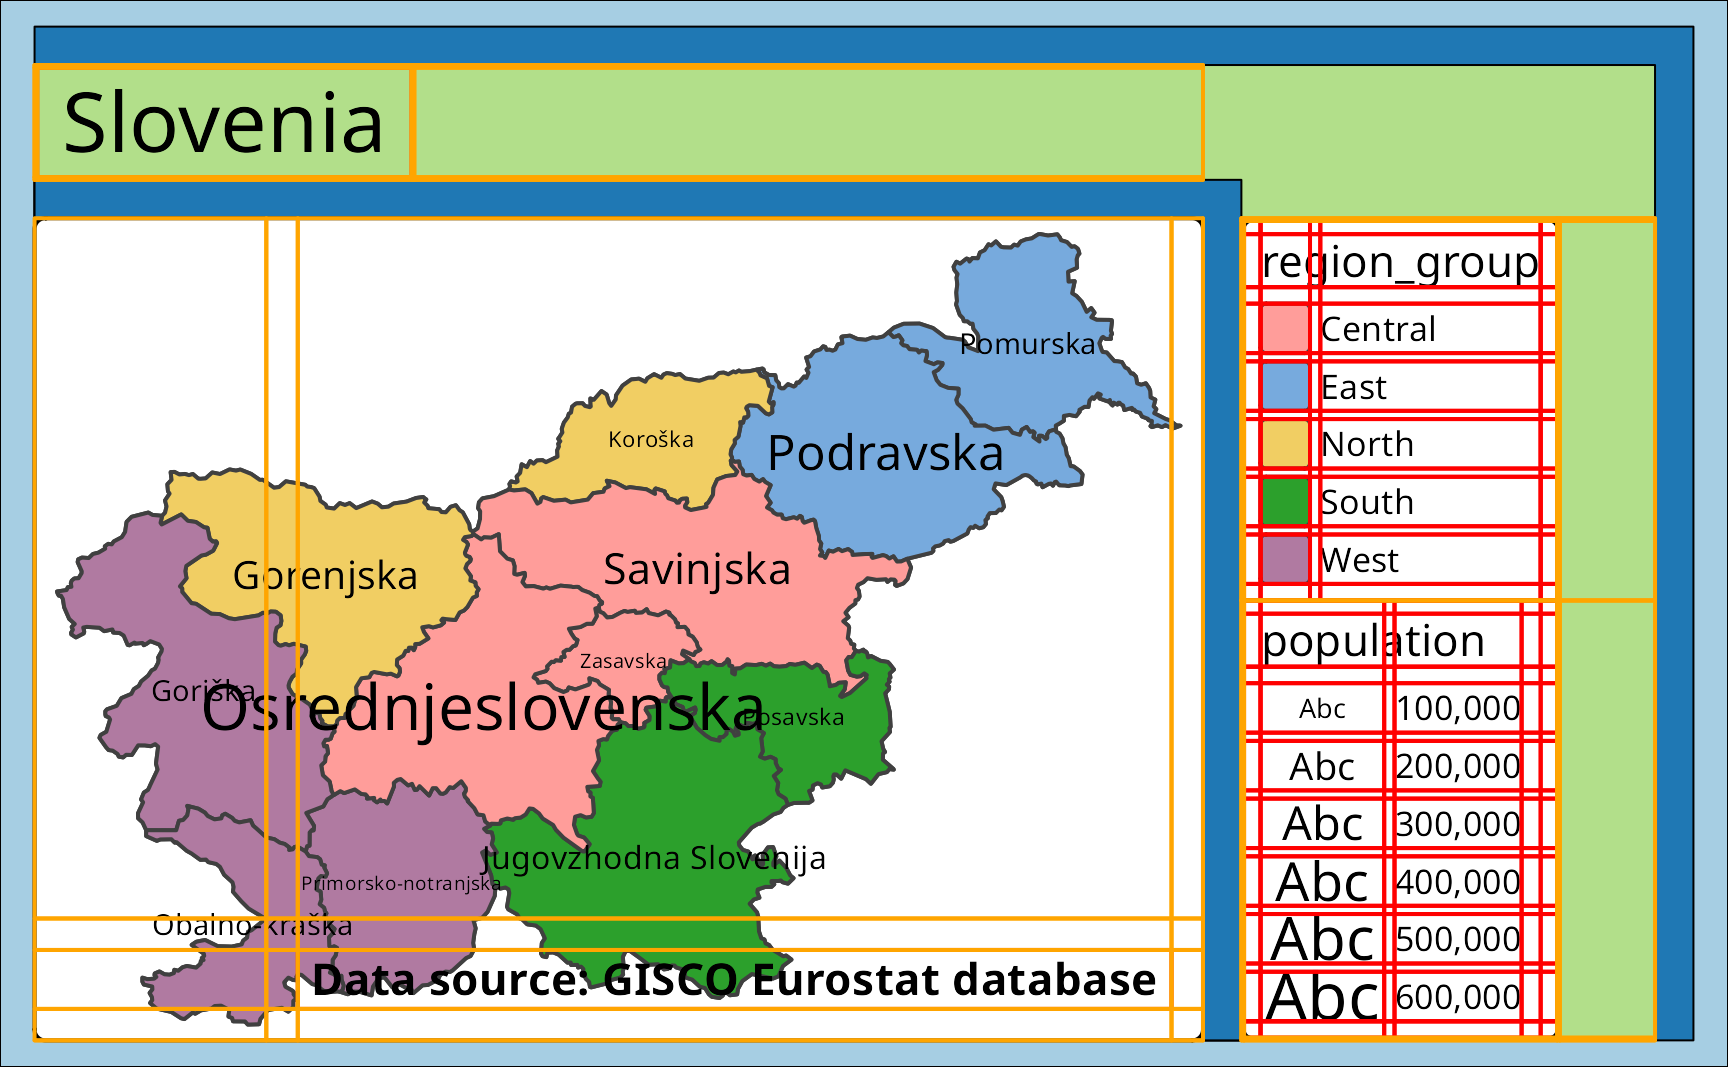 Slovenia
Pomurska
Koroška
Podravska
Savinjska
Gorenjska
Zasavska
Goriška
Osrednjeslovenska
Posavska
Jugovzhodna Slovenija
Primorsko-notranjska
Obalno-kraška
Data source: GISCO Eurostat database
region_group
Central
East
North
South
West
population
Abc 100,000
Abc 200,000
Abc 300,000
Abc 400,000
Abc 500,000
Abc 600,000